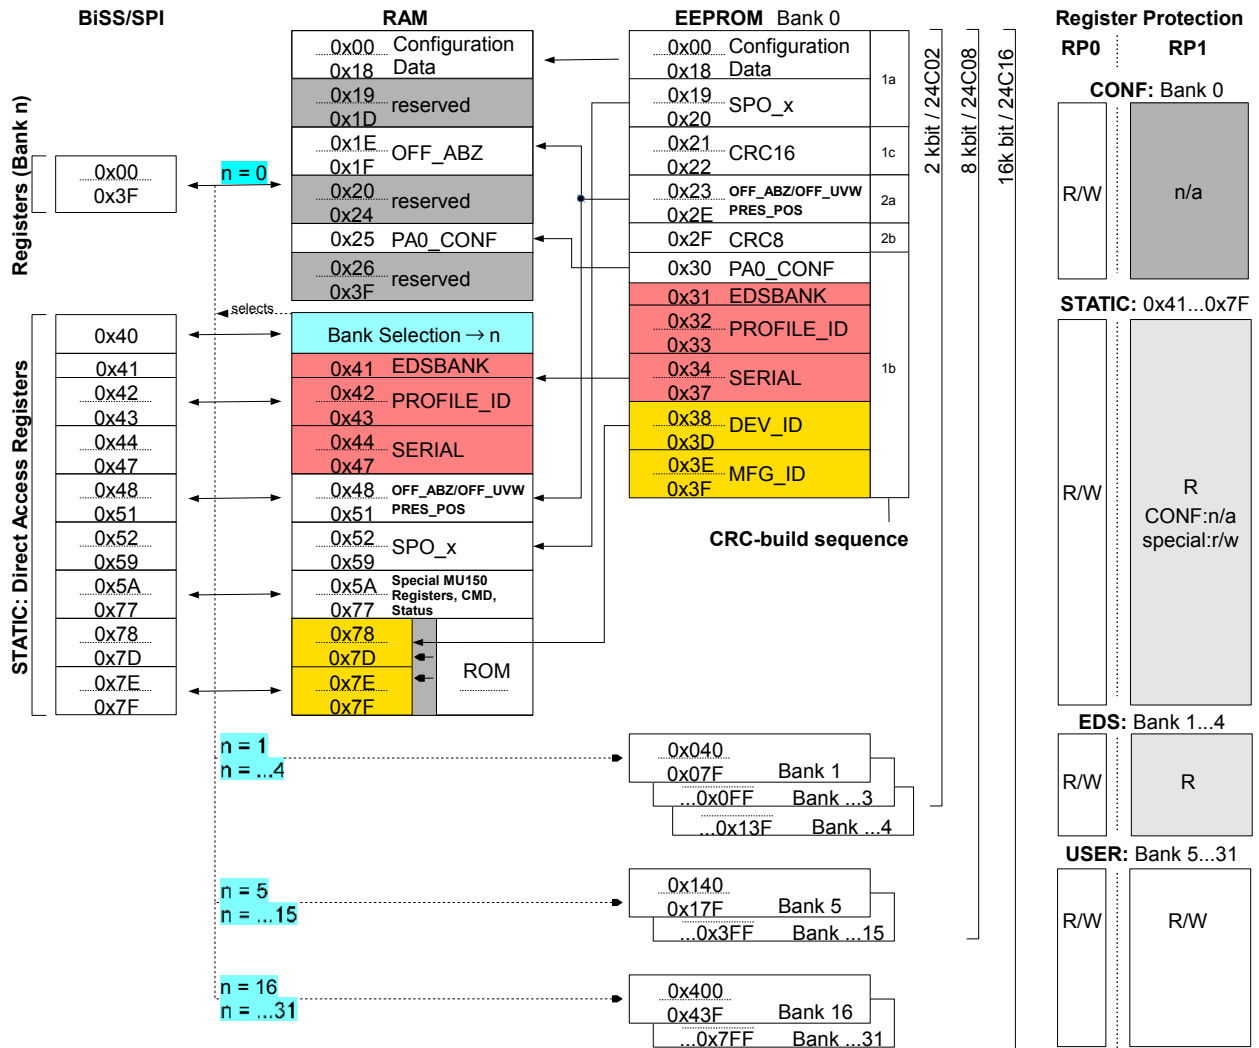 BiSS/SPI
RAM
EEPROM Bank 0
Register Protection
RP0
RP1
Registers (Bank n)
0x00
0x3F
n = 0
0x00 Configuration
0x18 Data
0x19
0x1D
reserved
0x1E
0x1F
OFF_ABZ
0x20
0x24
reserved
0x25 PA0_CONF
0x26
0x3F
reserved
selects
0x00 Configuration
0x18 Data
0x19
0x20
SPO_x
0x21
0x22
CRC16
0x23 OFF_ABZ/OFF_UVW
0x2E PRES_POS
0x2F CRC8
0x30 PA0_CONF
0x31 EDSBANK
0x32
0x33
PROFILE_ID
0x34
0x37
SERIAL
0x38
0x3D
DEV_ID
0x3E
0x3F
MFG_ID
1a
1c
2a
2b
1b
CRC-build sequence
2 kbit / 24C02
8 kbit / 24C08
16k bit / 24C16
CONF: Bank 0
R/W
n/a
STATIC: 0x41...0x7F
R/W
R
CONF:n/a
special:r/w
STATIC: Direct Access Registers
0x40
0x41
0x42
0x43
0x44
0x47
0x48
0x51
0x52
0x59
0x5A
0x77
0x78
0x7D
0x7E
0x7F
Bank Selection → n
0x41 EDSBANK
0x42
0x43
PROFILE_ID
0x44
0x47
SERIAL
0x48 OFF_ABZ/OFF_UVW
0x51 PRES_POS
0x52
0x59
SPO_x
0x5A Special MU150
Registers, CMD,
0x77 Status
0x78
0x7D
0x7E
0x7F
ROM
n = 1
n = ...4
0x040
0x07F Bank 1
...0x0FF Bank ...3
...0x13F Bank ...4
EDS: Bank 1...4
R/W
R
n = 5
n = ...15
0x140
0x17F Bank 5
...0x3FF Bank ...15
USER: Bank 5...31
R/W
R/W
n = 16
n = ...31
0x400
0x43F Bank 16
...0x7FF Bank ...31